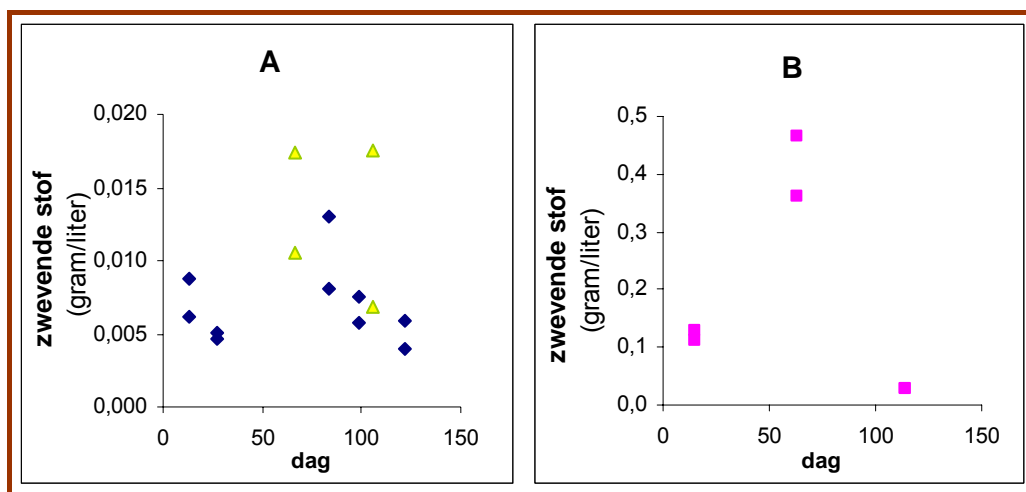 A
zwevende stof
(gram/liter)
0,020
0,015
0,010
0,005
0,000
0 50 100 150
dag
B
zwevende stof
(gram/liter)
0,5
0,4
0,3
0,2
0,1
0,0
0 50 100 150
dag